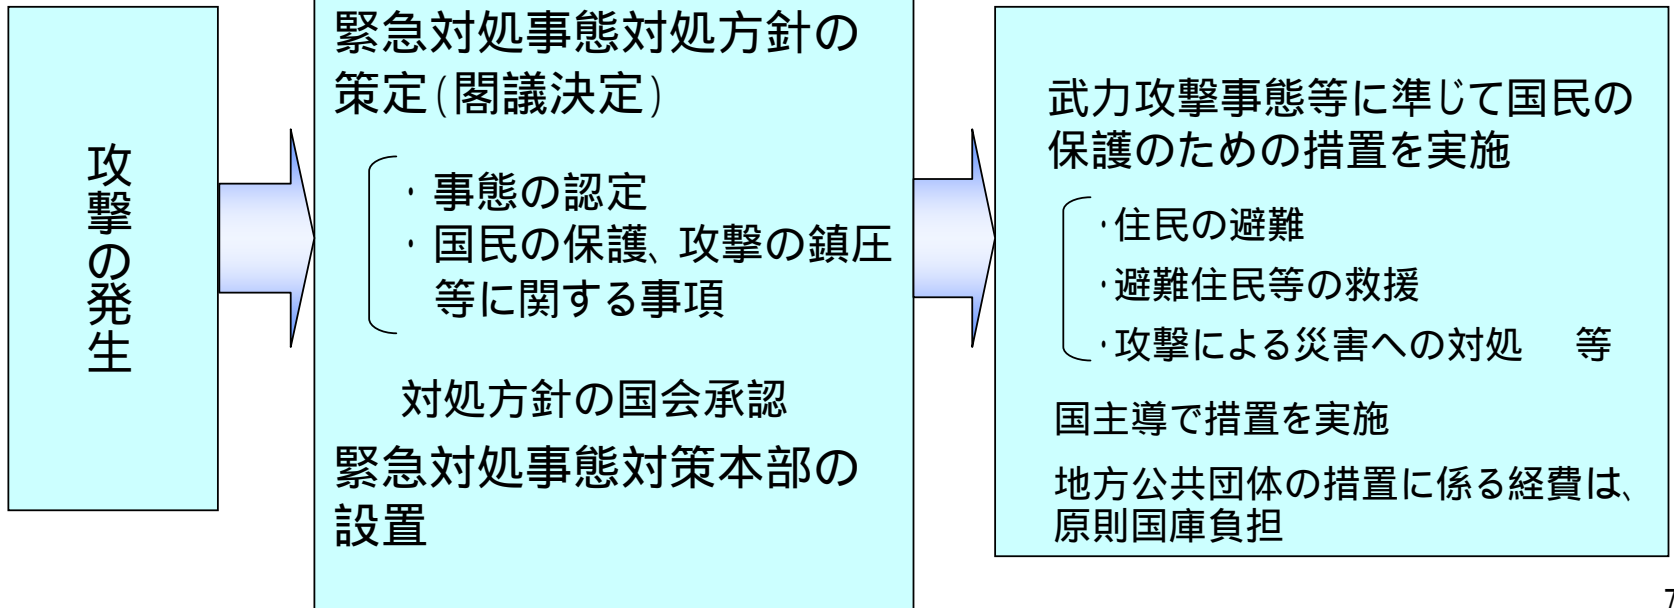 攻撃の発生
緊急対処事態対処方針の
策定(閣議決定)
・事態の認定
・国民の保護、攻撃の鎮圧
等に関する事項
対処方針の国会承認
緊急対処事態対策本部の
設置
武力攻撃事態等に準じて国民の
保護のための措置を実施
・住民の避難
・避難住民等の救援
・攻撃による災害への対処 等
国主導で措置を実施
地方公共団体の措置に係る経費は、
原則国庫負担